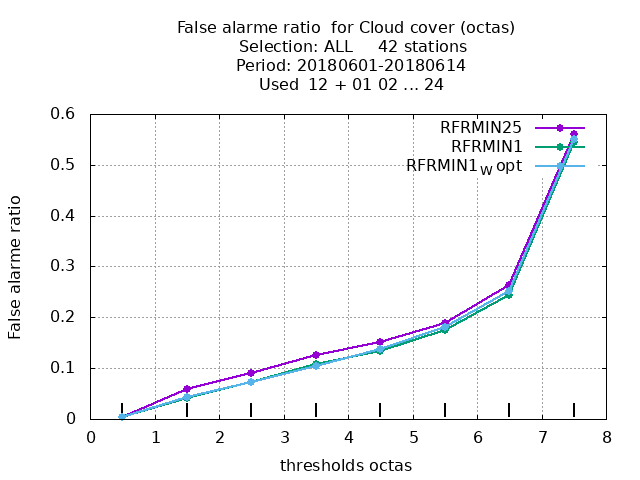 False alarme ratio  for Cloud cover (octas)
Selection: ALL     42 stations
Period: 20180601-20180614
Used  12 + 01 02 ... 24
RFRMIN25
RFRMIN1
RFRMIN1w opt
False alarme ratio
0.6
0.5
0.4
0.3
0.2
0.1
0
0 1 2 3 4 5 6 7 8
thresholds octas